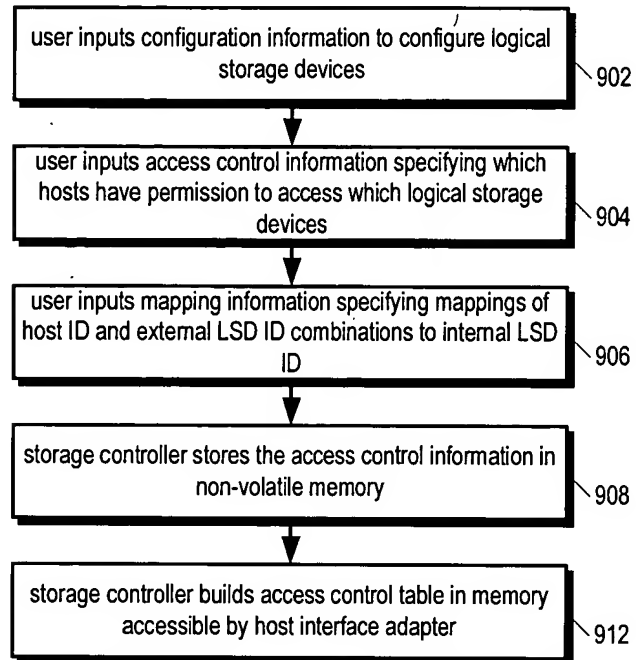 user inputs configuration information to configure logical
storage devices
902
user inputs access control information specifying which
hosts have permission to access which logical storage
devices
904
user inputs mapping information specifying mappings of
host ID and external LSD ID combinations to internal LSD
ID
906
storage controller stores the access control information in
non-volatile memory
908
storage controller builds access control table in memory
accessible by host interface adapter
912